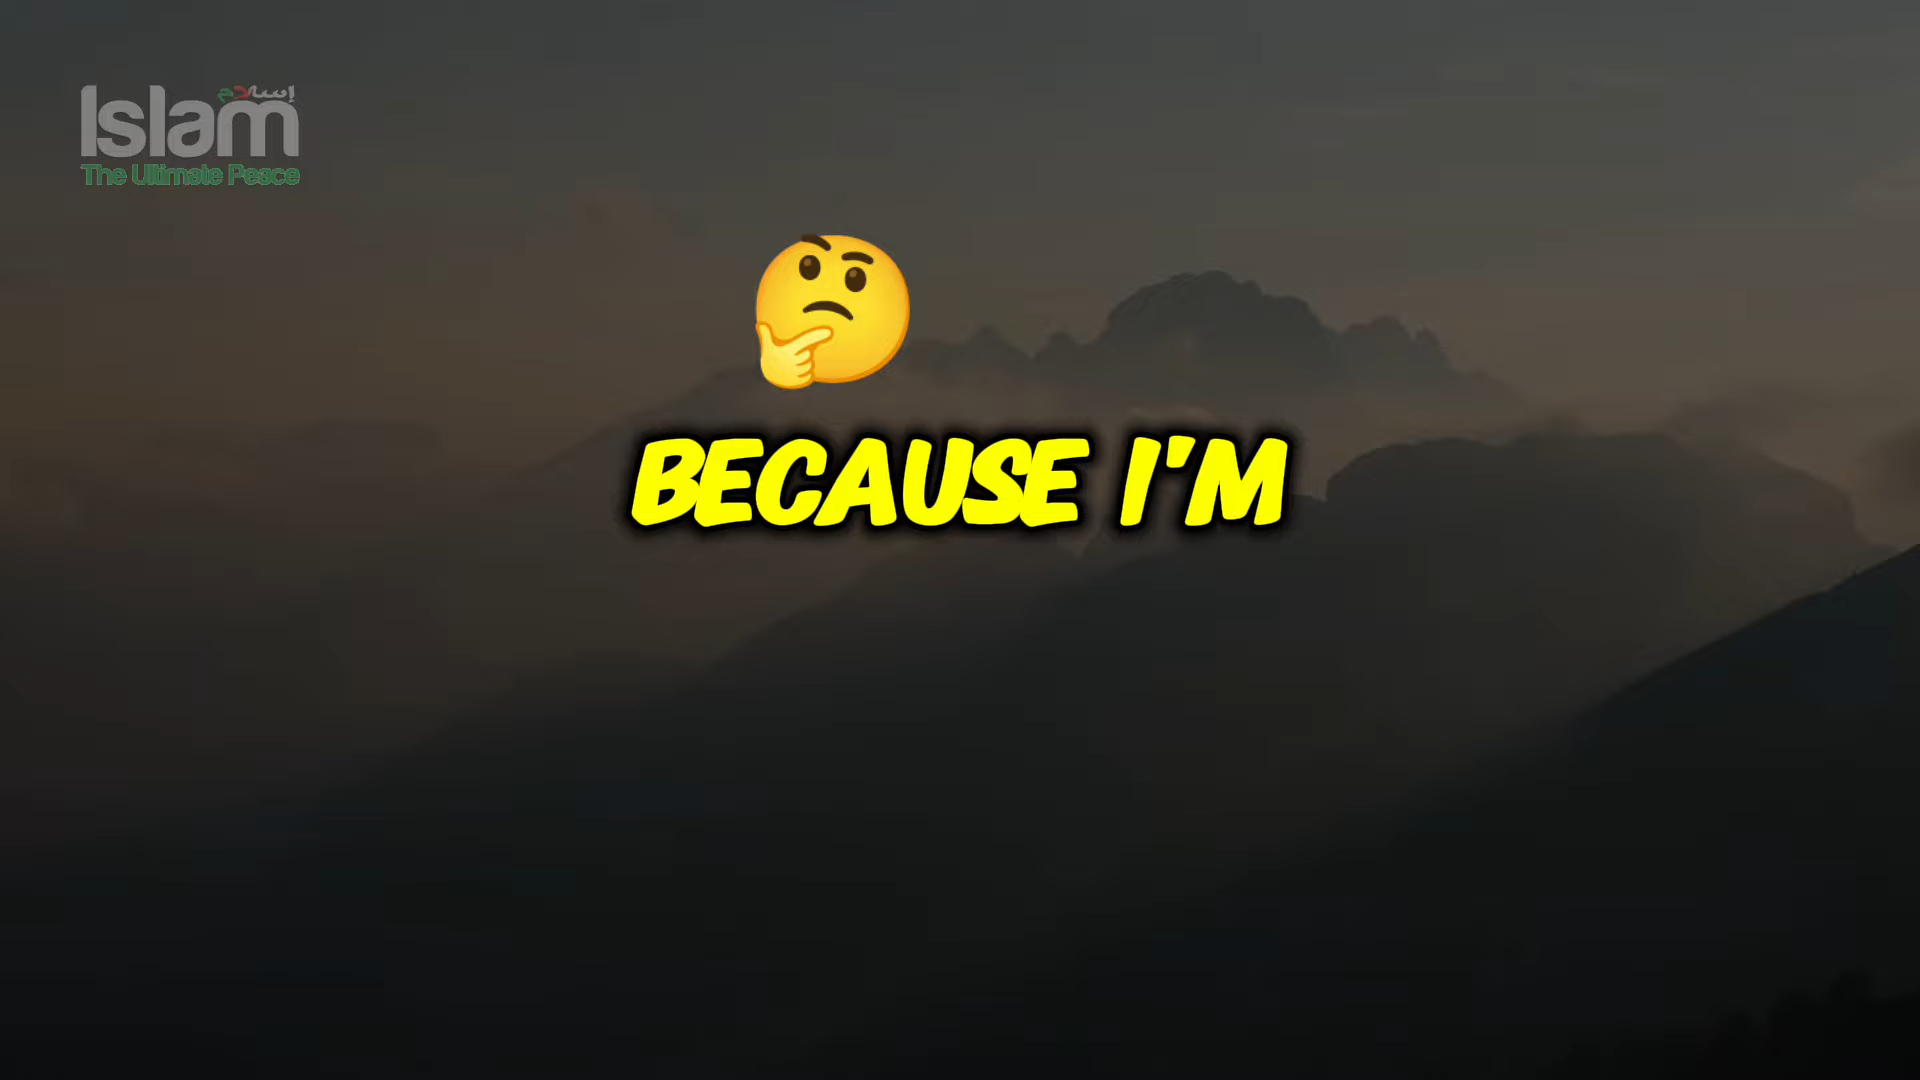 إسلام
Islam
The Ultimate Peace
BECAUSE I'M